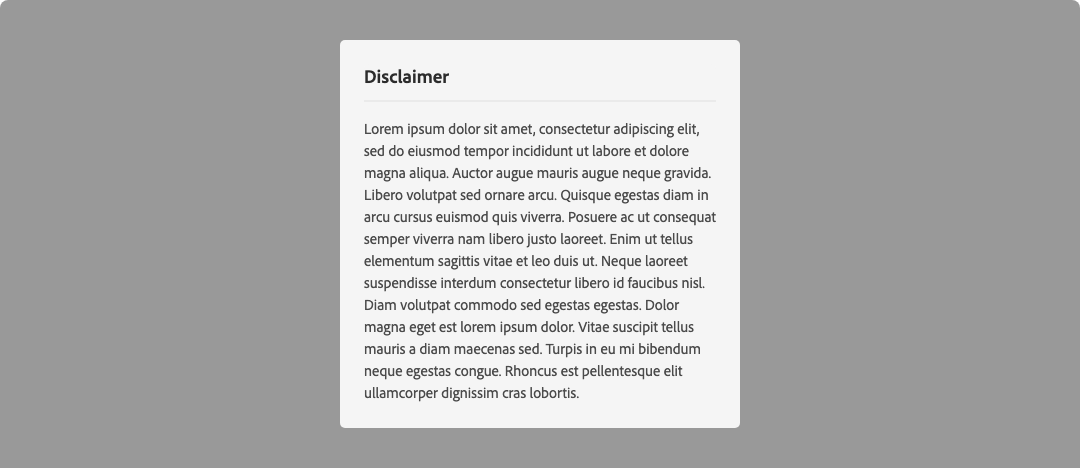 Disclaimer
Lorem ipsum dolor sit amet, consectetur adipiscing elit,
sed do eiusmod tempor incididunt ut labore et dolore
magna aliqua. Auctor augue mauris augue neque gravida.
Libero volutpat sed ornare arcu. Quisque egestas diam in
arcu cursus euismod quis viverra. Posuere ac ut consequat
semper viverra nam libero justo laoreet. Enim ut tellus
elementum sagittis vitae et leo duis ut. Neque laoreet
suspendisse interdum consectetur libero id faucibus nisl.
Diam volutpat commodo sed egestas egestas. Dolor
magna eget est lorem ipsum dolor. Vitae suscipit tellus
mauris a diam maecenas sed. Turpis in eu mi bibendum
neque egestas congue. Rhoncus est pellentesque elit
ullamcorper dignissim cras lobortis.